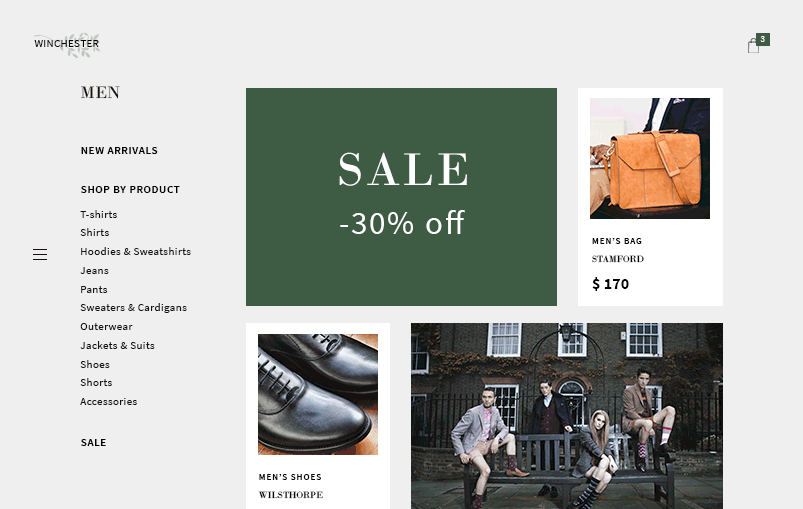 WINCHESTER
3
MEN
NEW ARRIVALS
SHOP BY PRODUCT
T-shirts
Shirts
Hoodies & Sweatshirts
Jeans
Pants
Sweaters & Cardigans
Outerwear
Jackets & Suits
Shoes
Shorts
Accessories
SALE
SALE
-30% off
MEN'S BAG
STAMFORD
$ 170
MEN'S SHOES
WILSTHORPE